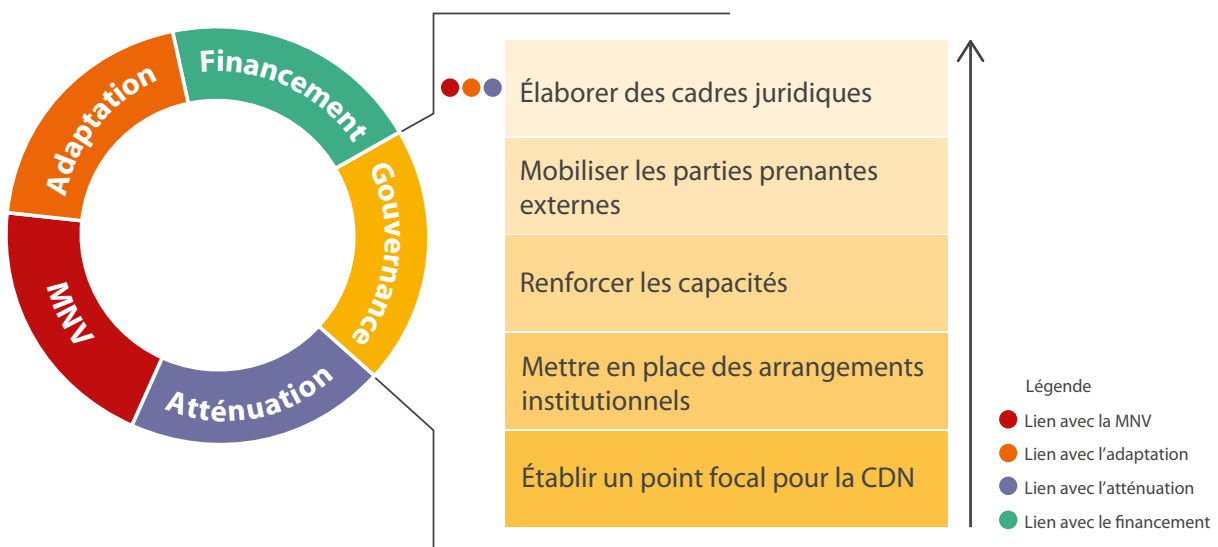 Financement
Adaptation
Gouvernance
MNV
Atténuation
Élaborer des cadres juridiques
Mobiliser les parties prenantes
externes
Renforcer les capacités
Mettre en place des arrangements
institutionnels
Établir un point focal pour la CDN
Légende
Lien avec la MNV
Lien avec l’adaptation
Lien avec l’atténuation
Lien avec le financement